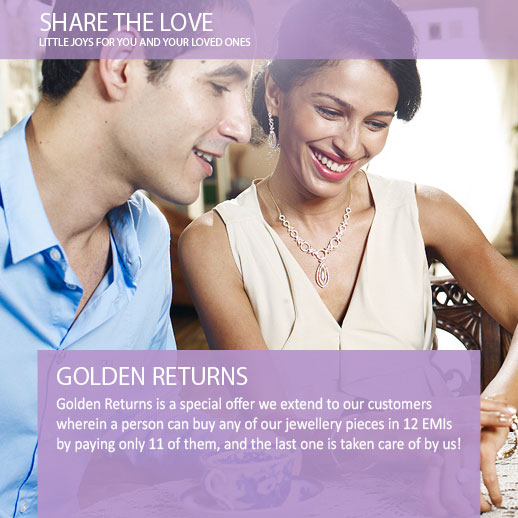 SHARE THE LOVE
LITTLE JOYS FOR YOU AND YOUR LOVED ONES
GOLDEN RETURNS
Golden Returns is a special offer we extend to our customers
wherein a person can buy any of our jewellery pieces in 12 EMIs
by paying only 11 of them, and the last one is taken care of by us!